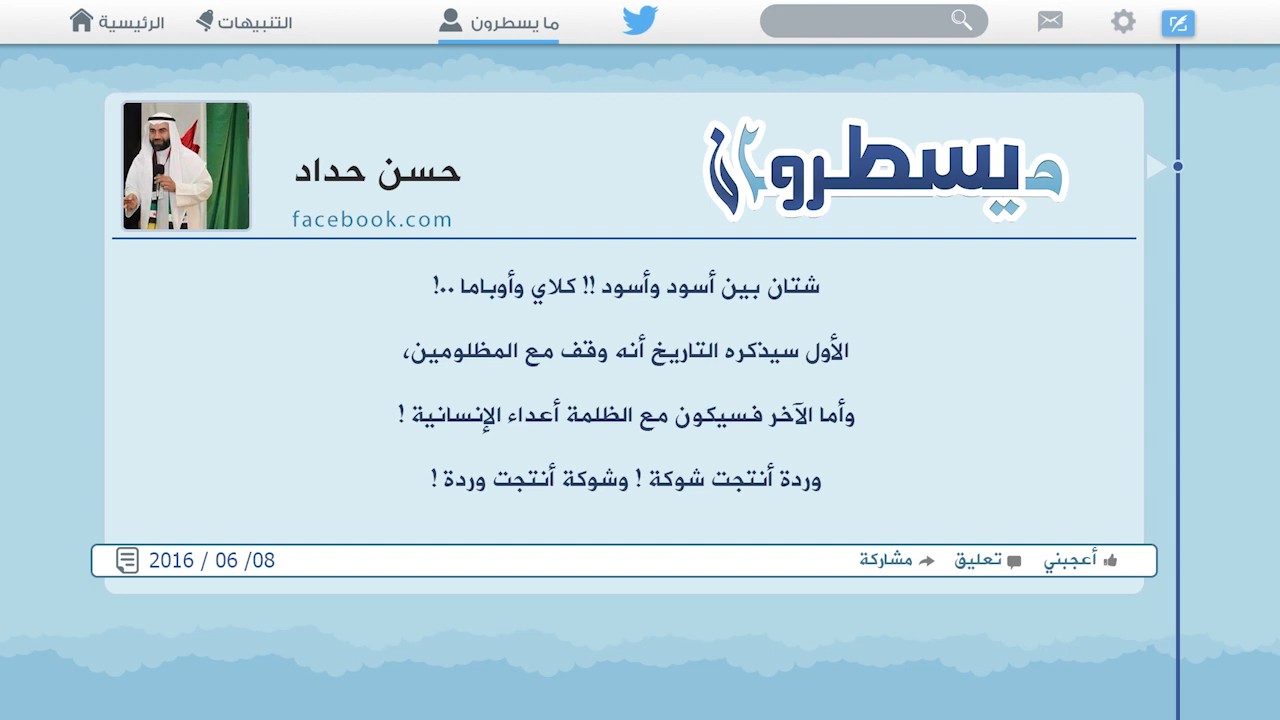 الرئيسية
التنبيهات
ما يسطرون
ما يسطرون ٢
حسن حداد
facebook.com
شتان بين أسود وأسود !! كلاي وأوباما ..!
الأول سيذكره التاريخ أنه وقف مع المظلومين،
وأما الآخر فسيكون مع الظلمة أعداء الإنسانية !
وردة أنتجت شوكة ! وشوكة أنتجت وردة !
أعجبني
تعليق
مشاركة
2016 / 06 /08